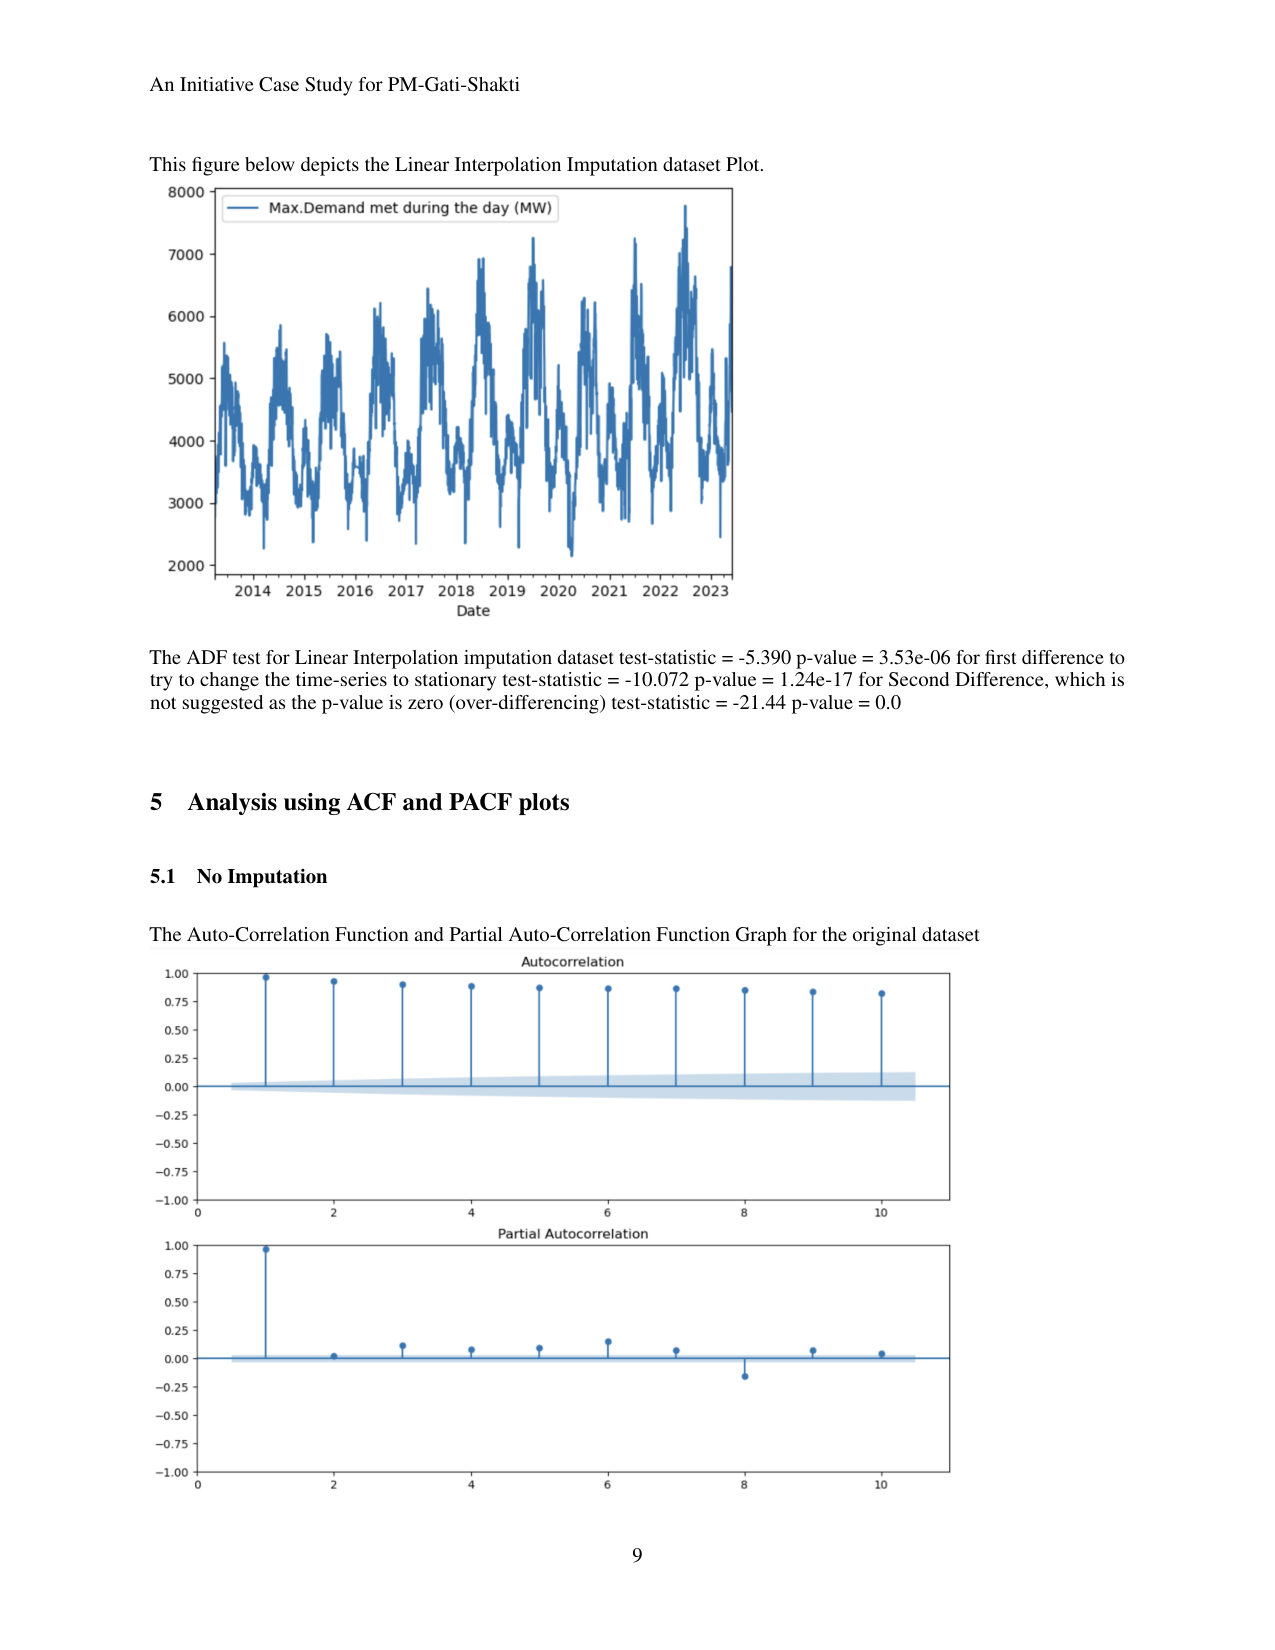 An Initiative Case Study for PM-Gati-Shakti
This figure below depicts the Linear Interpolation Imputation dataset Plot.
8000
Max.Demand met during the day (MW)
7000
6000
5000
4000
3000
2000
2014 2015 2016 2017 2018 2019 2020 2021 2022 2023
Date
The ADF test for Linear Interpolation imputation dataset test-statistic = -5.390 p-value = 3.53e-06 for first difference to
try to change the time-series to stationary test-statistic = -10.072 p-value = 1.24e-17 for Second Difference, which is
not suggested as the p-value is zero (over-differencing) test-statistic = -21.44 p-value = 0.0
5 Analysis using ACF and PACF plots
5.1 No Imputation
The Auto-Correlation Function and Partial Auto-Correlation Function Graph for the original dataset
Autocorrelation
1.00
0.75
0.50
0.25
0.00
−0.25
−0.50
−0.75
−1.00
0 2 4 6 8 10
Partial Autocorrelation
1.00
0.75
0.50
0.25
0.00
−0.25
−0.50
−0.75
−1.00
0 2 4 6 8 10
9